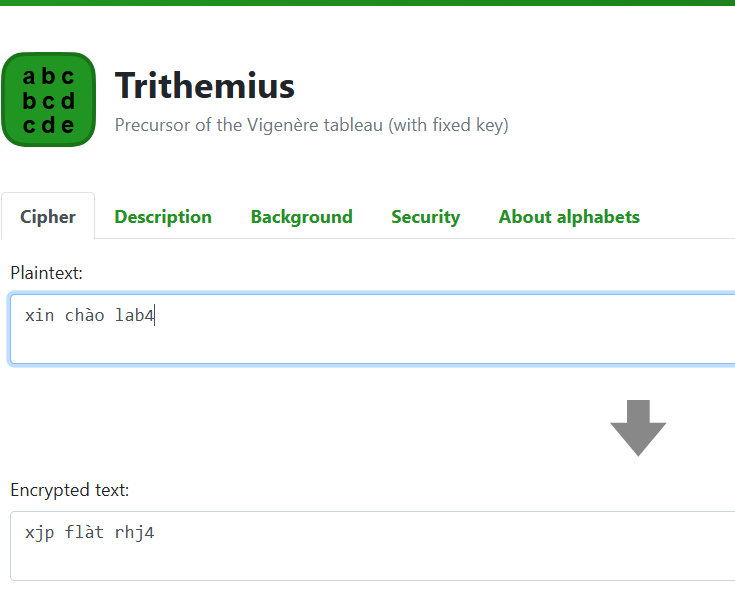 a b c
b c d
c d e
Trithemius
Precursor of the Vigenère tableau (with fixed key)
Cipher Description Background Security About alphabets
Plaintext:
xin chào lab4
Encrypted text:
xjp flàt rhj4